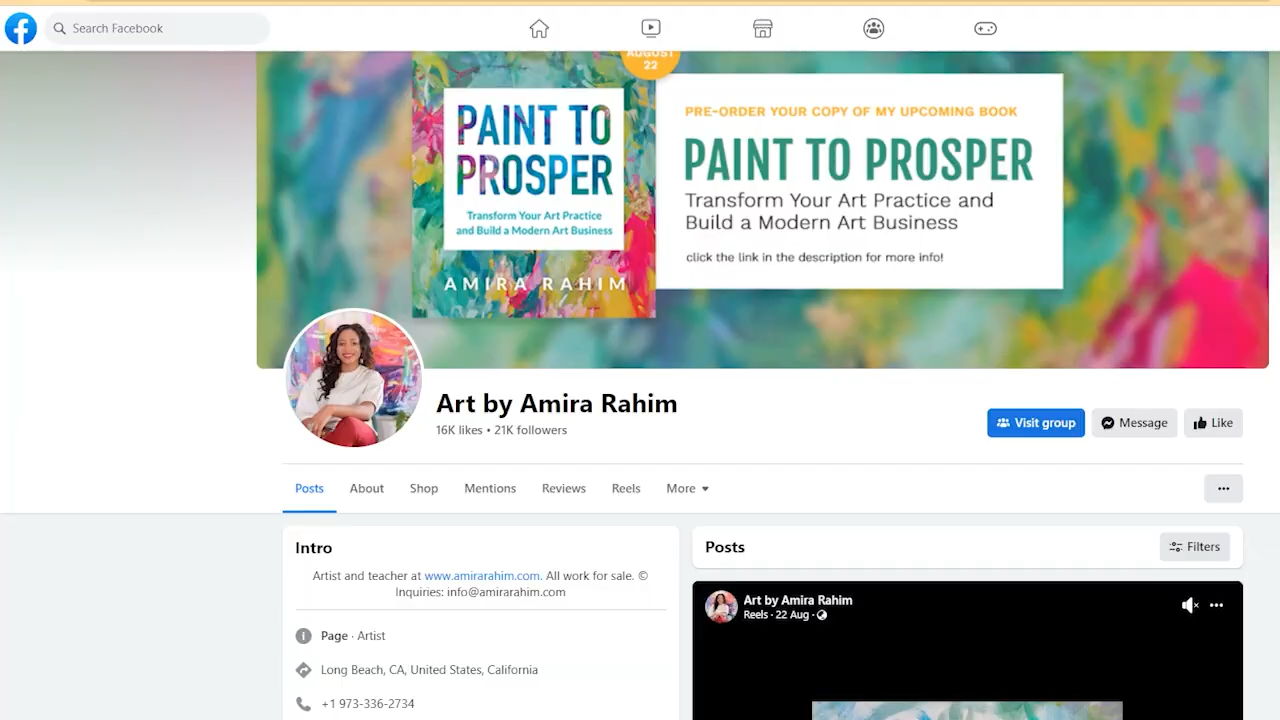 Search Facebook
AUGUST
22
PAINT TO
PROSPER
Transform Your Art Practice
and Build a Modern Art Business
AMIRA RAHIM
PRE-ORDER YOUR COPY OF MY UPCOMING BOOK
PAINT TO PROSPER
Transform Your Art Practice and
Build a Modern Art Business
click the link in the description for more info!
Art by Amira Rahim
16K likes • 21K followers
Visit group
Message
Like
Posts
About
Shop
Mentions
Reviews
Reels
More
Intro
Artist and teacher at www.amirarahim.com. All work for sale. ©
Inquiries: info@amirarahim.com
Page · Artist
Long Beach, CA, United States, California
+1 973-336-2734
Posts
Filters
Art by Amira Rahim
Reels · 22 Aug ·